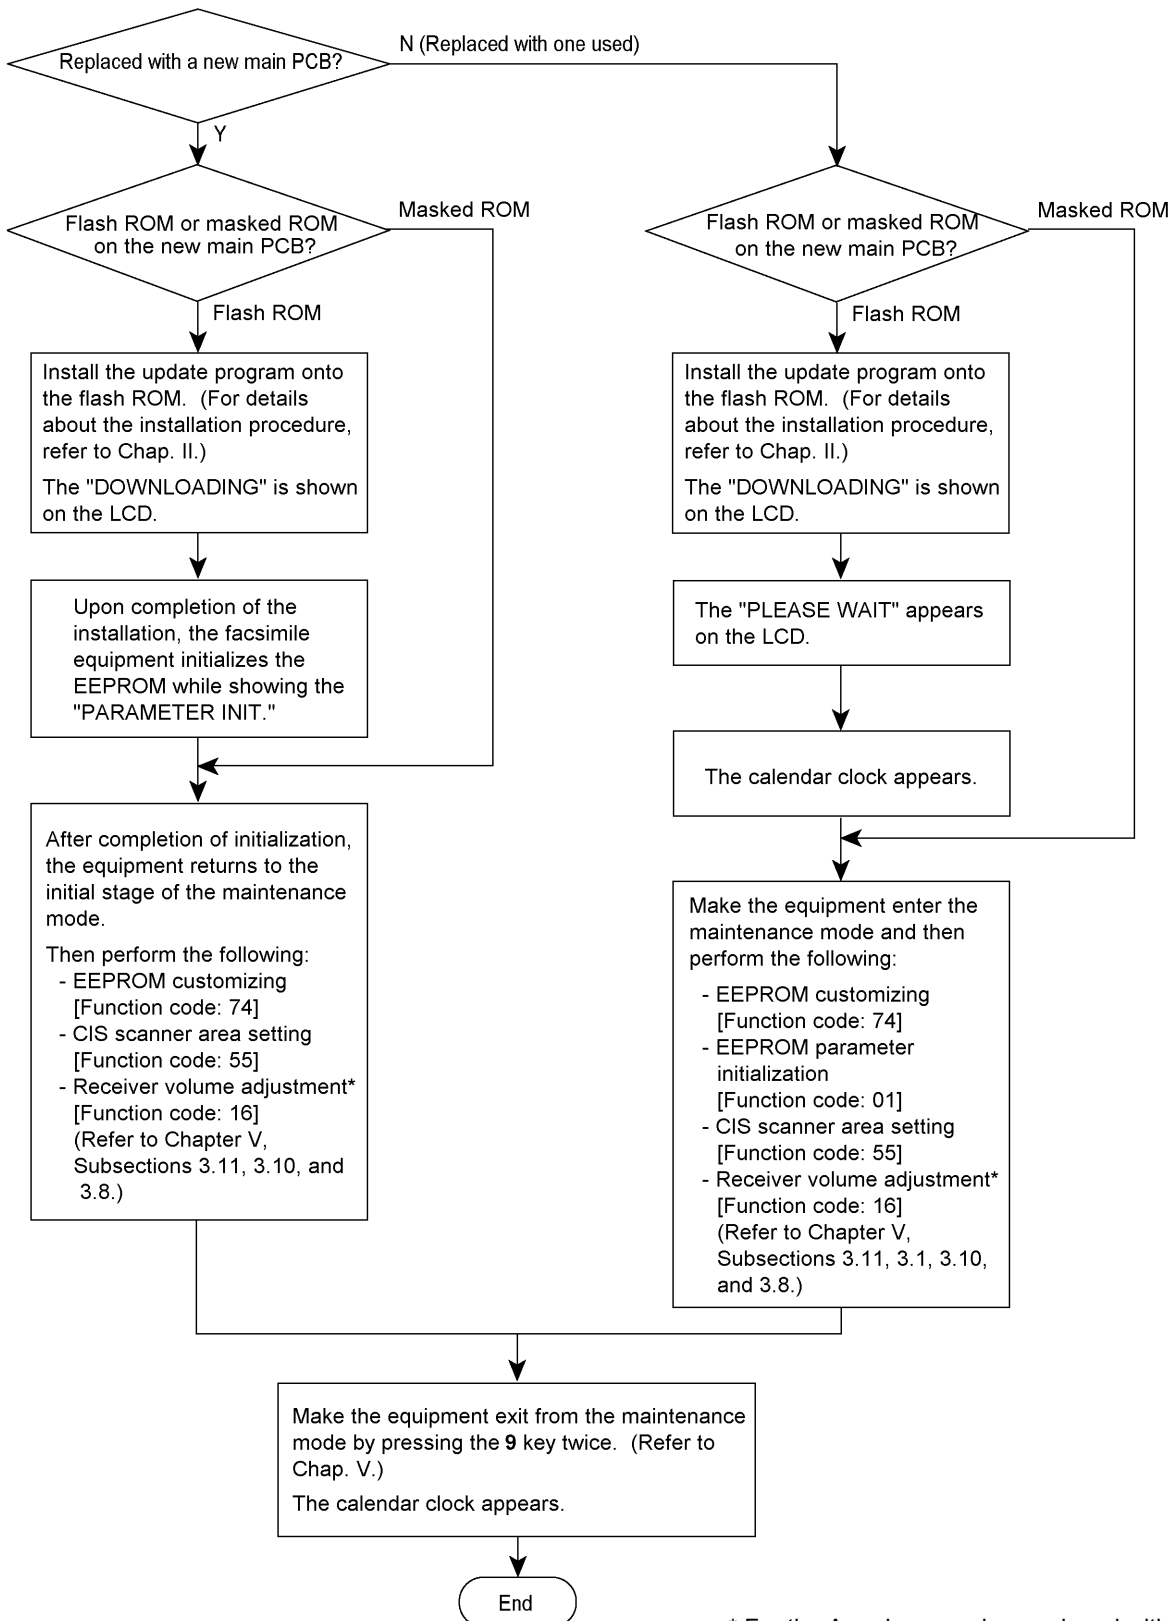 Replaced with a new main PCB?
N (Replaced with one used)
Y
Flash ROM or masked ROM
on the new main PCB?
Masked ROM
Flash ROM
Install the update program onto
the flash ROM. (For details
about the installation procedure,
refer to Chap. II.)
The "DOWNLOADING" is shown
on the LCD.
Upon completion of the
installation, the facsimile
equipment initializes the
EEPROM while showing the
"PARAMETER INIT."
After completion of initialization,
the equipment returns to the
initial stage of the maintenance
mode.
Then perform the following:
- EEPROM customizing
[Function code: 74]
- CIS scanner area setting
[Function code: 55]
- Receiver volume adjustment*
[Function code: 16]
(Refer to Chapter V,
Subsections 3.11, 3.10, and
3.8.)
Flash ROM or masked ROM
on the new main PCB?
Masked ROM
Flash ROM
Install the update program onto
the flash ROM. (For details
about the installation procedure,
refer to Chap. II.)
The "DOWNLOADING" is shown
on the LCD.
The "PLEASE WAIT" appears
on the LCD.
The calendar clock appears.
Make the equipment enter the
maintenance mode and then
perform the following:
- EEPROM customizing
[Function code: 74]
- EEPROM parameter
initialization
[Function code: 01]
- CIS scanner area setting
[Function code: 55]
- Receiver volume adjustment*
[Function code: 16]
(Refer to Chapter V,
Subsections 3.11, 3.1, 3.10,
and 3.8.)
Make the equipment exit from the maintenance
mode by pressing the 9 key twice. (Refer to
Chap. V.)
The calendar clock appears.
End